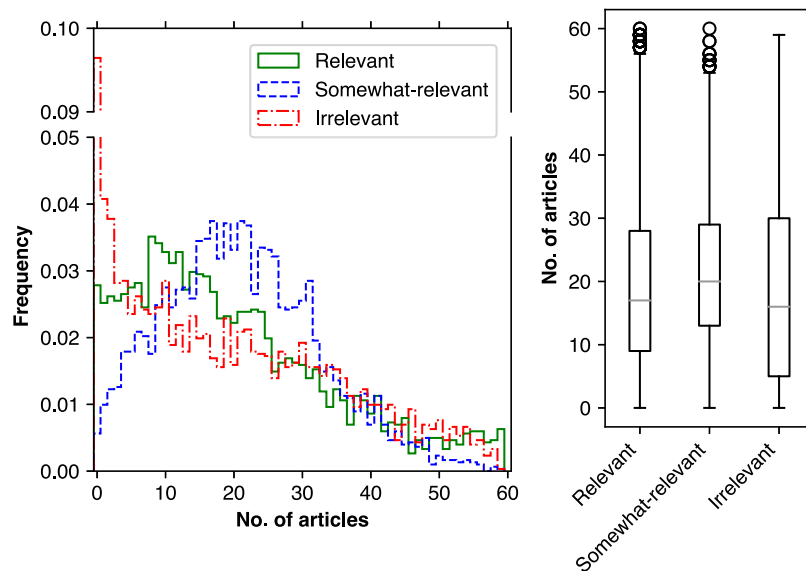 0.10
0.09
0.05
0.04
0.03
0.02
0.01
0.00
Frequency
Relevant
Somewhat-relevant
Irrelevant
0 10 20 30 40 50 60
No. of articles
60
50
40
30
20
10
0
No. of articles
Relevant
Somewhat-relevant
Irrelevant